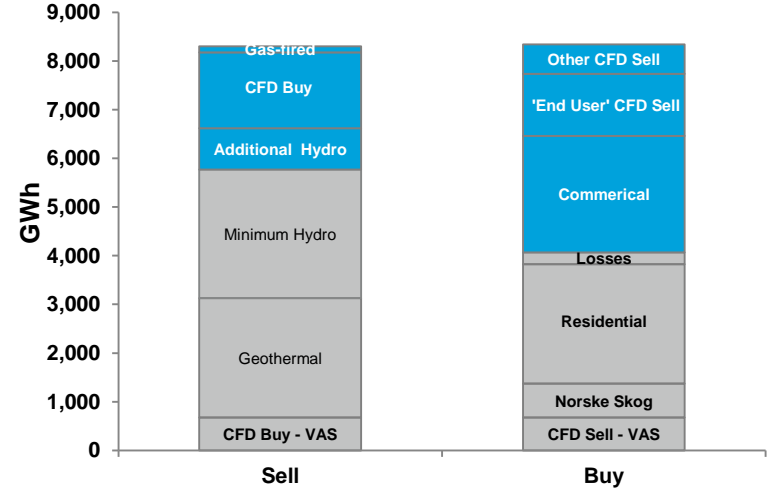 9,000
8,000
7,000
6,000
5,000
4,000
3,000
2,000
1,000
0
GWh
Gas-fired
CFD Buy
Additional Hydro
Minimum Hydro
Geothermal
CFD Buy - VAS
Other CFD Sell
'End User' CFD Sell
Commerical
Losses
Residential
Norske Skog
CFD Sell - VAS
Sell
Buy